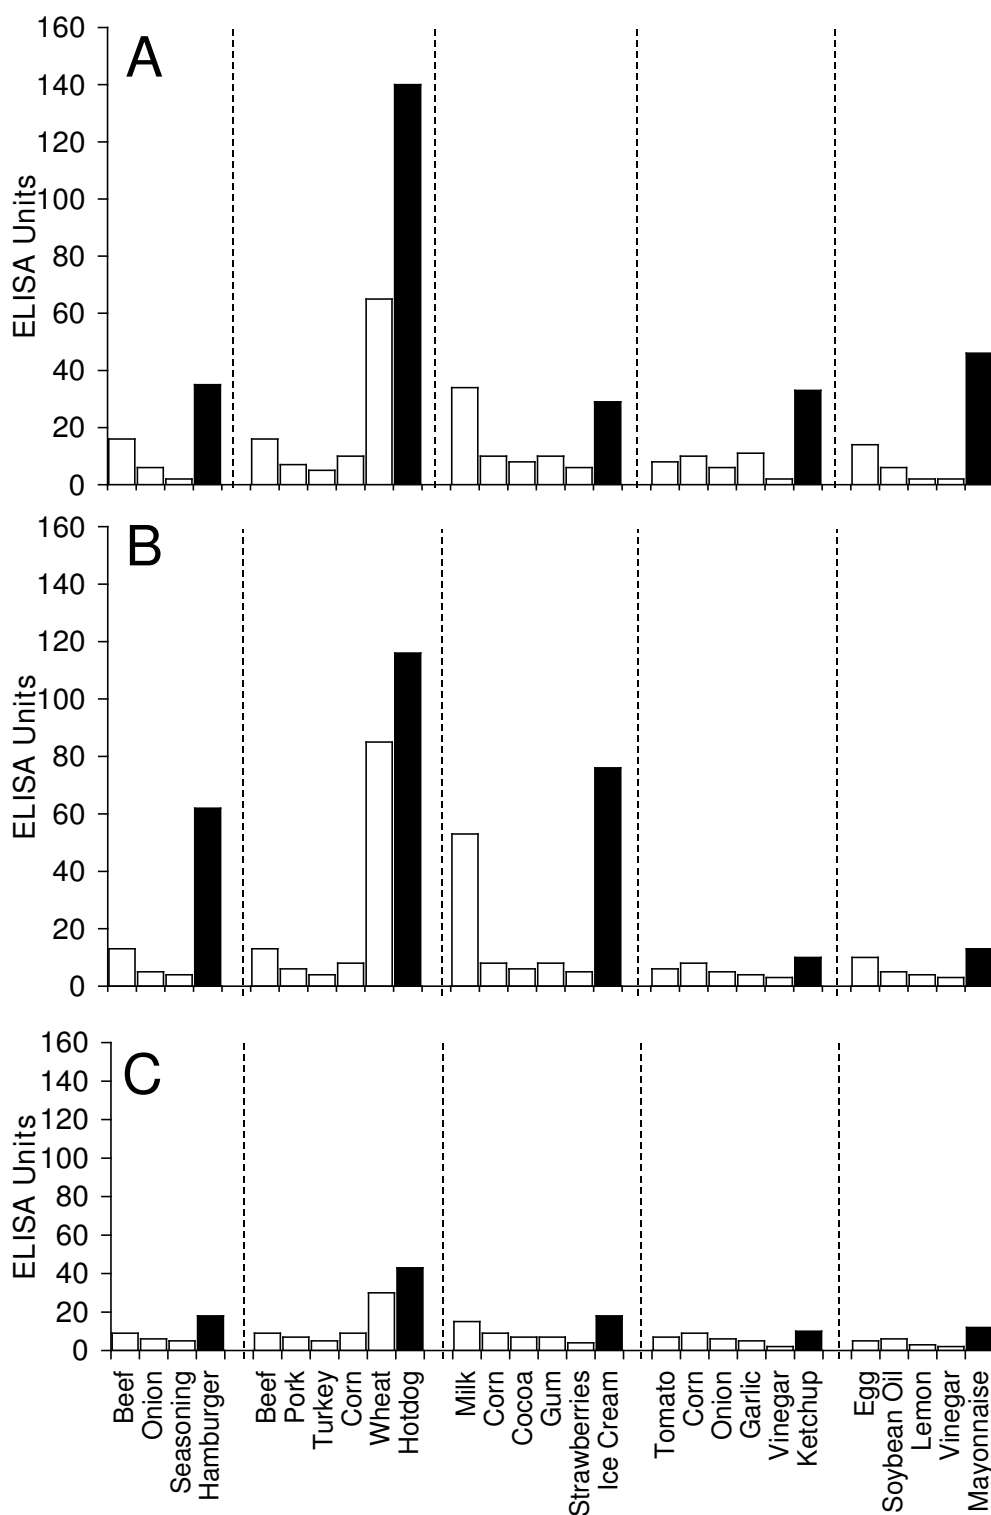 A
160
140
120
100
80
60
40
20
0
ELISA Units
B
160
140
120
100
80
60
40
20
0
ELISA Units
C
160
140
120
100
80
60
40
20
0
ELISA Units
Beef
Onion
Seasoning
Hamburger
Beef
Pork
Turkey
Corn
Wheat
Hotdog
Milk
Corn
Cocoa
Gum
Strawberries
Ice Cream
Tomato
Corn
Onion
Garlic
Vinegar
Ketchup
Egg
Soybean Oil
Lemon
Vinegar
Mayonnaise